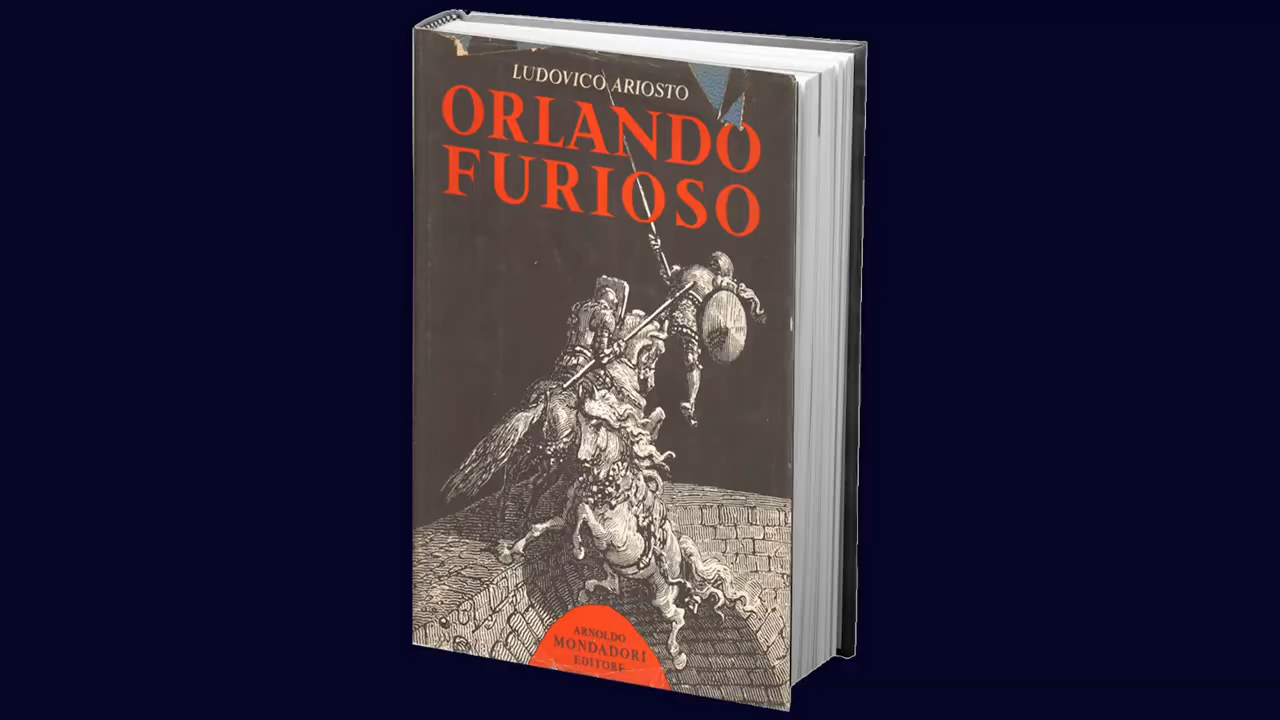 LUDOVICO ARIOSTO
ORLANDO
FURIOSO
ARNOLDO
MONDADORI
EDITORE